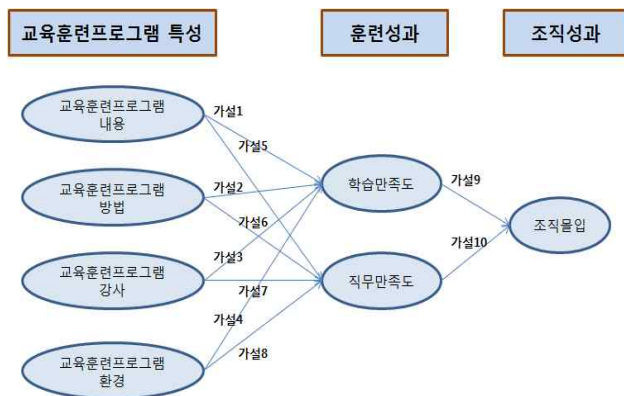 교육훈련프로그램 특성
훈련성과
조직성과
교육훈련프로그램
내용
가설1
가설5
교육훈련프로그램
방법
가설2
가설6
학습만족도
가설9
조직몰입
교육훈련프로그램
강사
가설3
가설7
직무만족도
가설10
교육훈련프로그램
환경
가설4
가설8